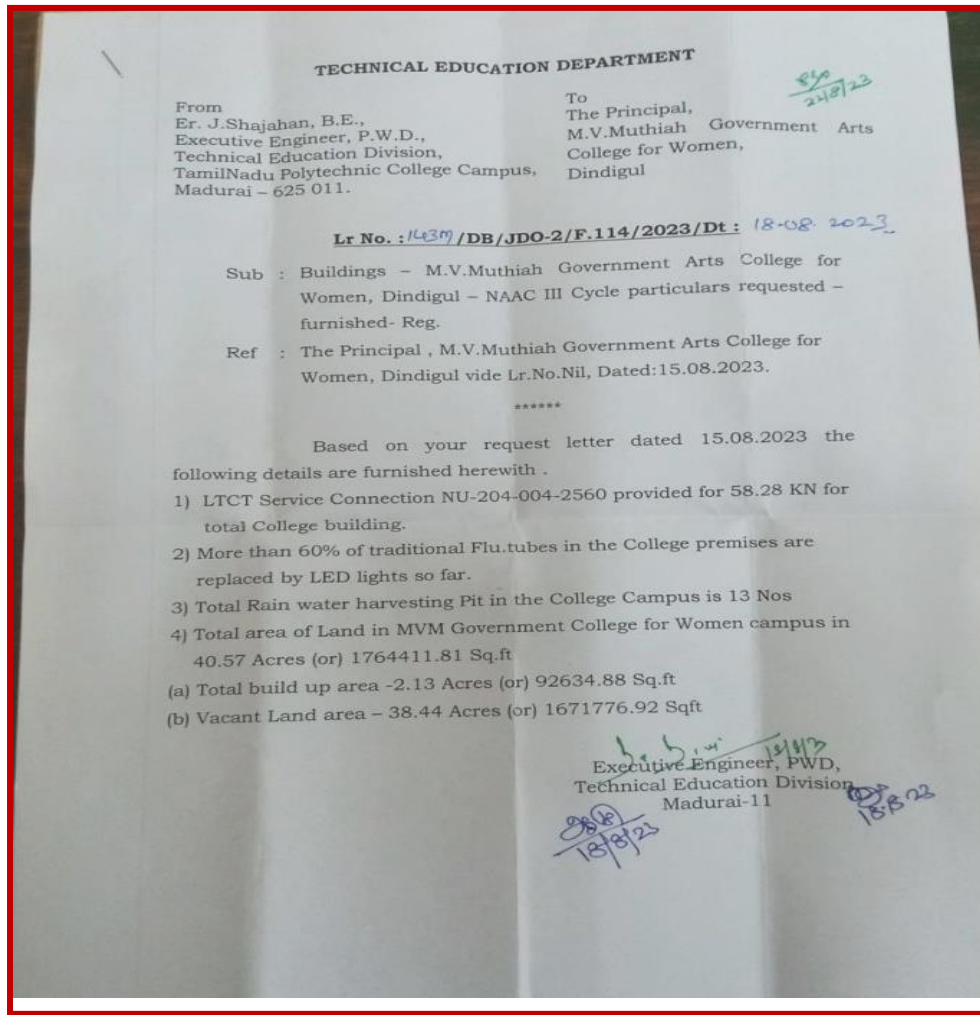 TECHNICAL EDUCATION DEPARTMENT
22/8/23
From
Er. J.Shajahan, B.E.,
Executive Engineer, P.W.D.,
Technical Education Division,
TamilNadu Polytechnic College Campus,
Madurai – 625 011.
To
The Principal,
M.V.Muthiah Government Arts
College for Women,
Dindigul
Lr No. : /DB/JDO-2/F.114/2023/Dt : 18-08-2023
Sub : Buildings – M.V.Muthiah Government Arts College for
Women, Dindigul – NAAC III Cycle particulars requested –
furnished- Reg.
Ref : The Principal , M.V.Muthiah Government Arts College for
Women, Dindigul vide Lr.No.Nil, Dated:15.08.2023.
******
Based on your request letter dated 15.08.2023 the
following details are furnished herewith .
1) LTCT Service Connection NU-204-004-2560 provided for 58.28 KN for
total College building.
2) More than 60% of traditional Flu.tubes in the College premises are
replaced by LED lights so far.
3) Total Rain water harvesting Pit in the College Campus is 13 Nos
4) Total area of Land in MVM Government College for Women campus in
40.57 Acres (or) 1764411.81 Sq.ft
(a) Total build up area -2.13 Acres (or) 92634.88 Sq.ft
(b) Vacant Land area – 38.44 Acres (or) 1671776.92 Sqft
Executive Engineer, PWD,
Technical Education Division
Madurai-11
18/8/23
18.8.23